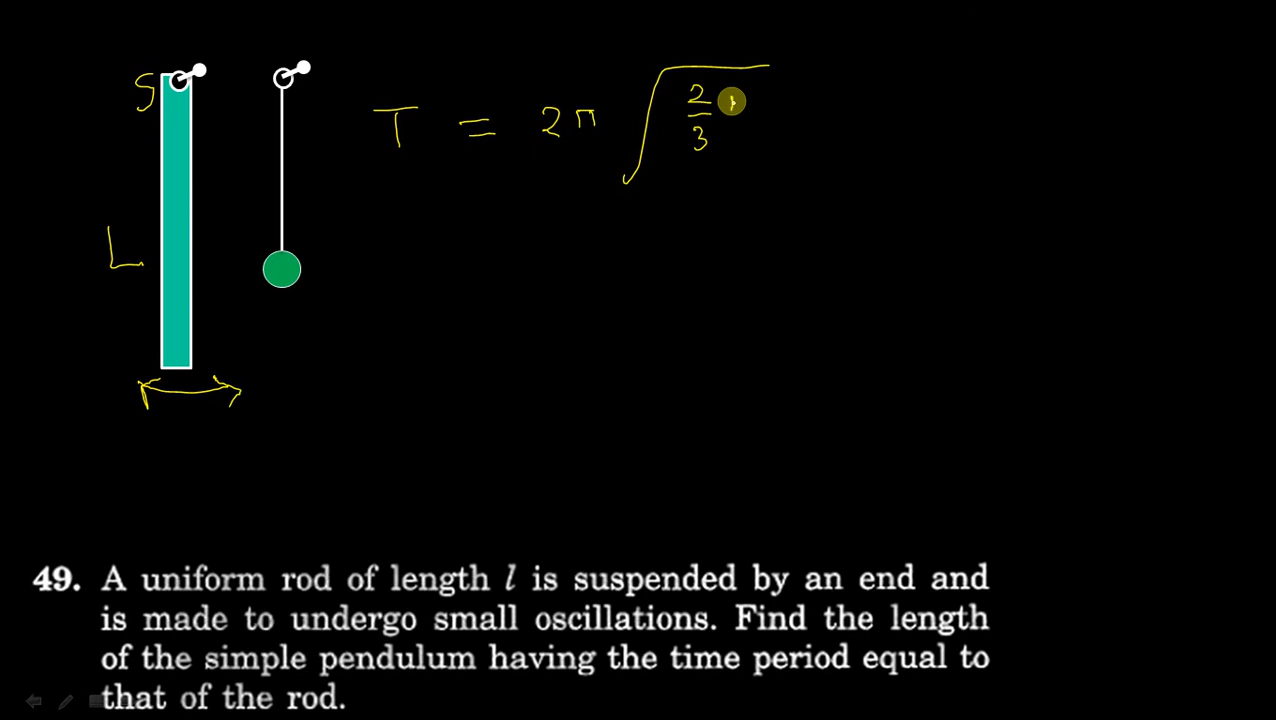 S
L
T = 2π √ 2/3
49. A uniform rod of length l is suspended by an end and
is made to undergo small oscillations. Find the length
of the simple pendulum having the time period equal to
that of the rod.